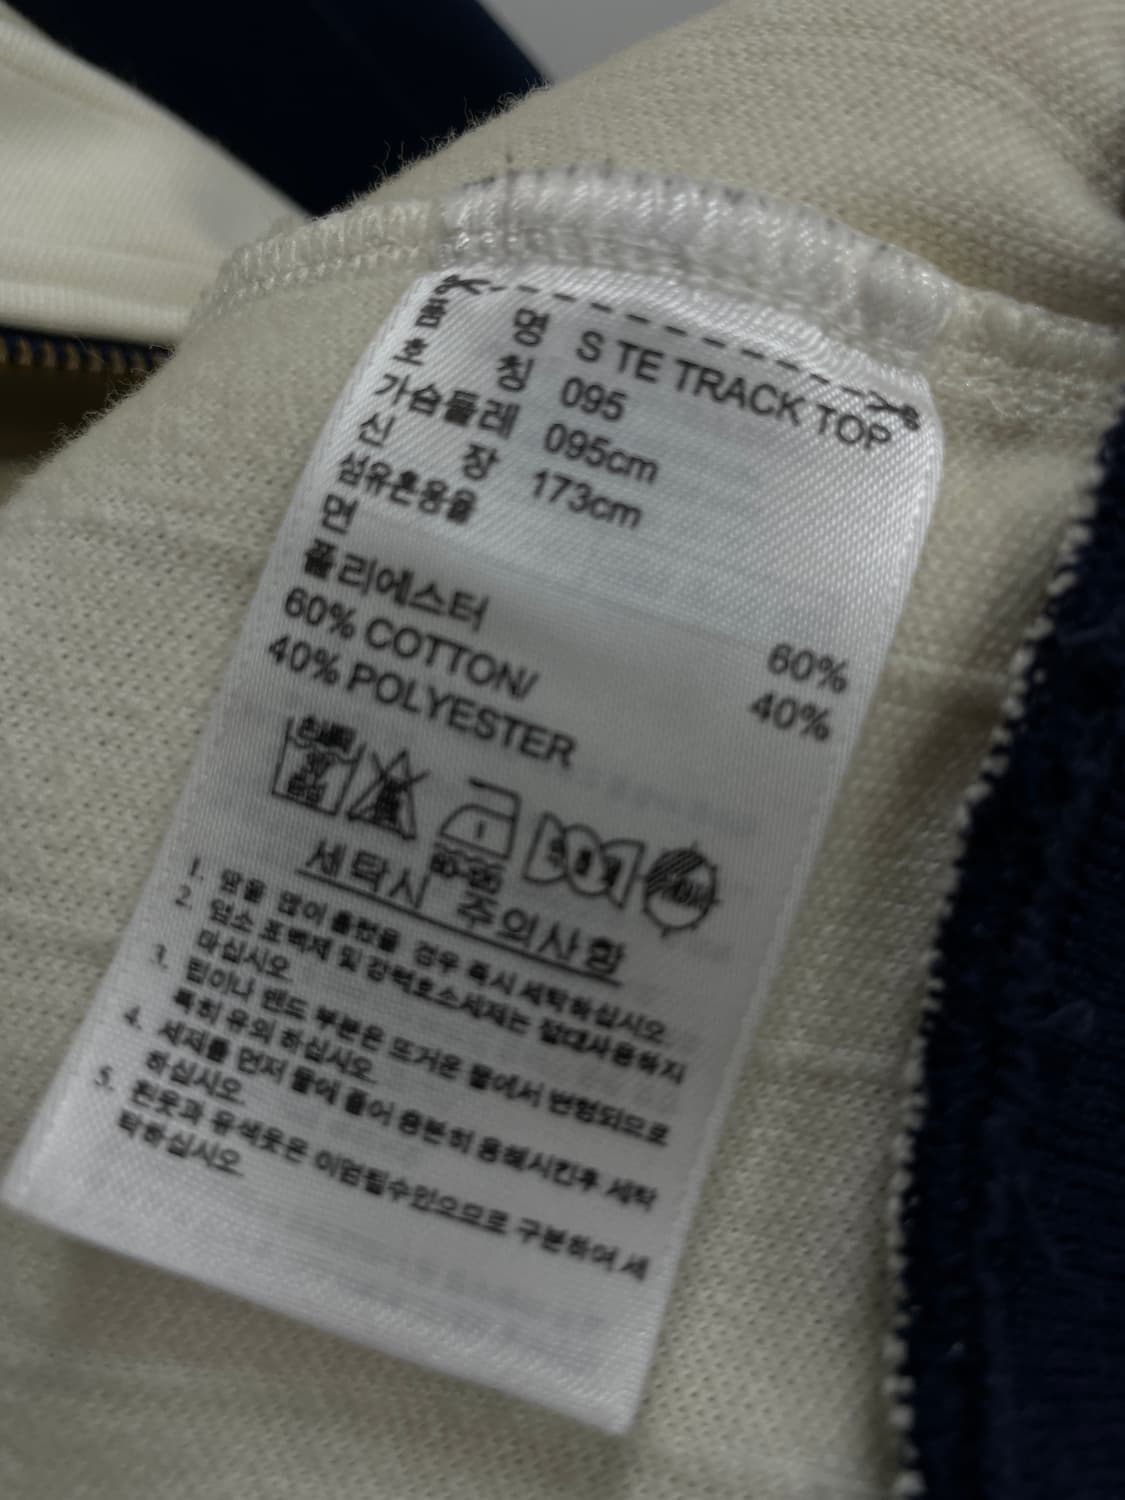 품 명 S TE TRACK TOP
호 칭 095
가슴둘레 095cm
신 장 173cm
섬유혼용율
면 60%
폴리에스터 40%
60% COTTON/
40% POLYESTER
세탁시 주의사항
1. 땀을 많이 흘렸을 경우 즉시 세탁하십시오
2. 염소 표백제 및 강력효소세제는 절대사용하지
마십시오
3. 립이나 밴드 부분은 뜨거운 물에서 변형되므로
특히 유의 하십시오.
4. 세제를 먼저 물에 풀어 충분히 용해시킨후 세탁
하십시오.
5. 흰옷과 유색옷은 이염될수있으므로 구분하여 세
탁하십시오